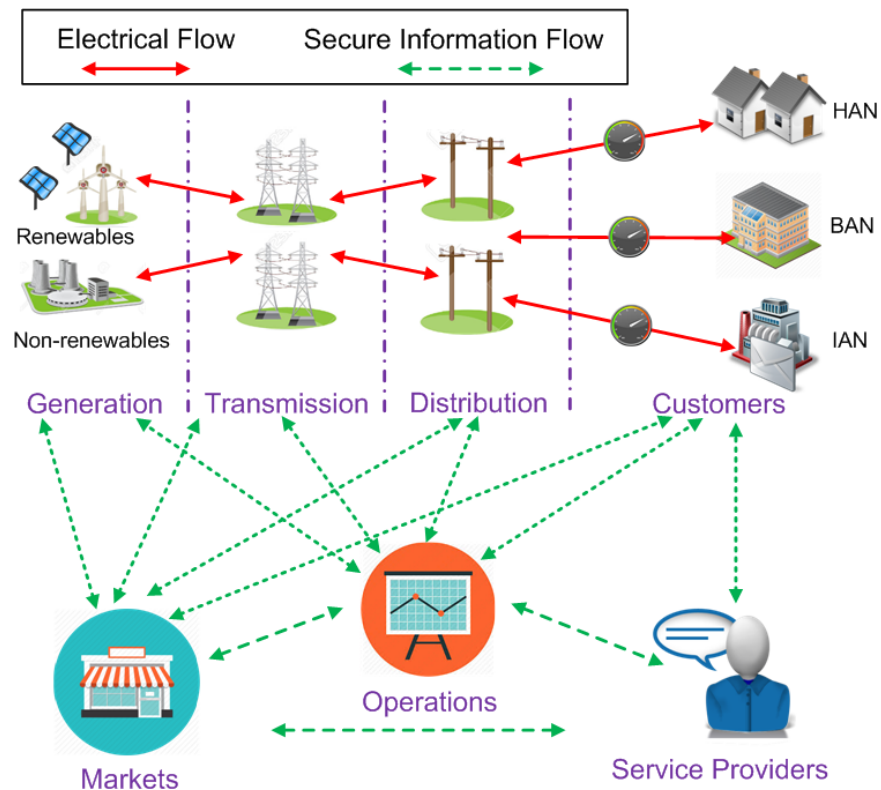 Electrical Flow
Secure Information Flow
HAN
Renewables
BAN
Non-renewables
IAN
Generation
Transmission
Distribution
Customers
Operations
Markets
Service Providers